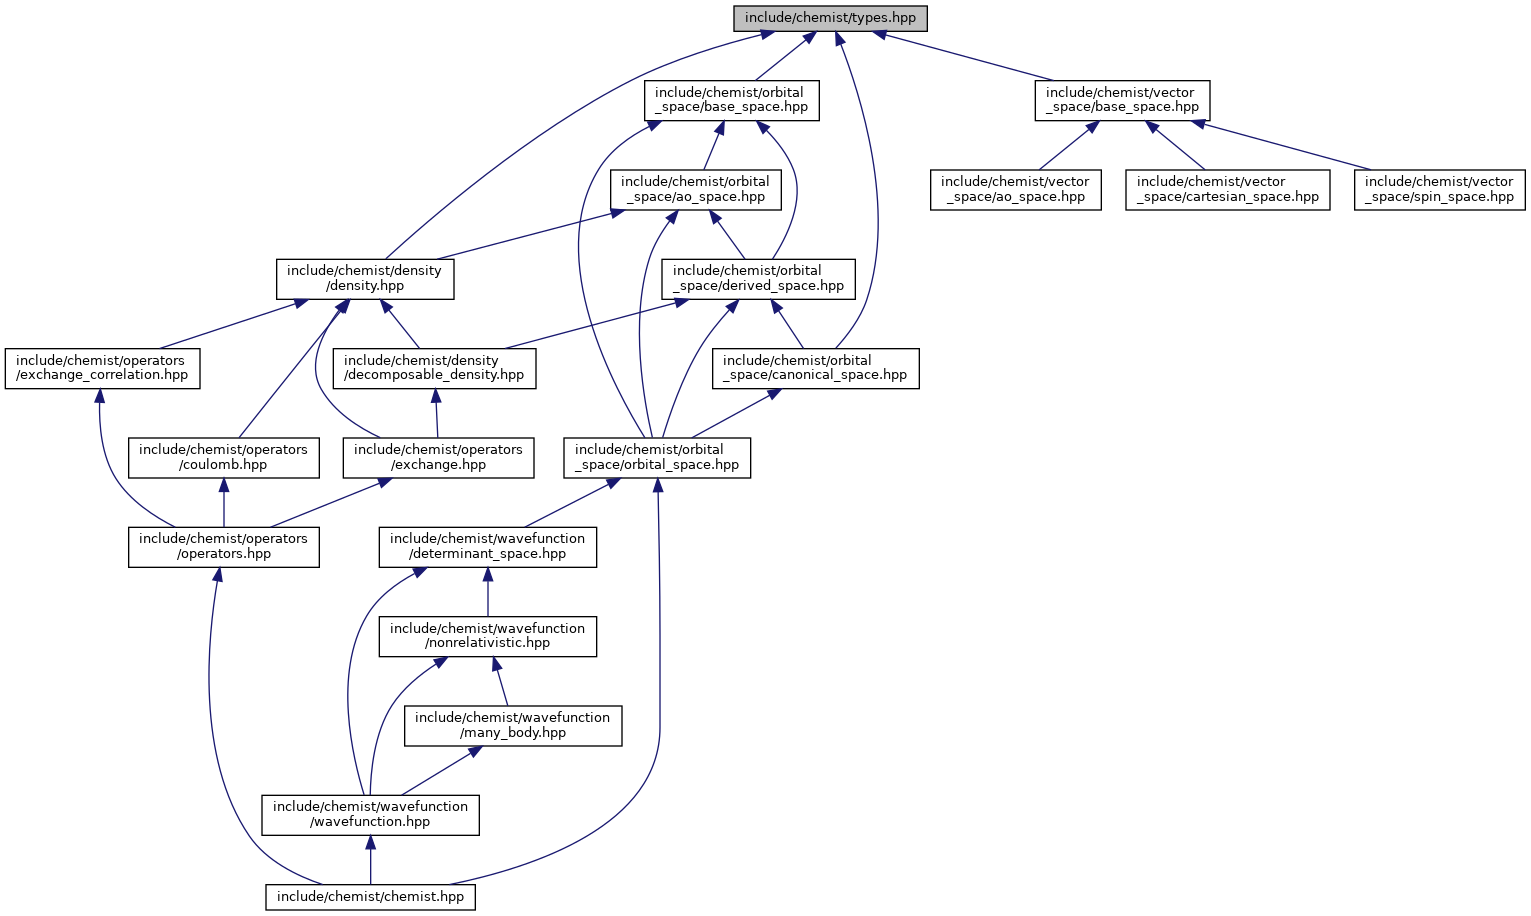 include/chemist/types.hpp
include/chemist/orbital
_space/base_space.hpp
include/chemist/vector
_space/base_space.hpp
include/chemist/orbital
_space/ao_space.hpp
include/chemist/vector
_space/ao_space.hpp
include/chemist/vector
_space/cartesian_space.hpp
include/chemist/vector
_space/spin_space.hpp
include/chemist/density
/density.hpp
include/chemist/orbital
_space/derived_space.hpp
include/chemist/operators
/exchange_correlation.hpp
include/chemist/density
/decomposable_density.hpp
include/chemist/orbital
_space/canonical_space.hpp
include/chemist/operators
/coulomb.hpp
include/chemist/operators
/exchange.hpp
include/chemist/orbital
_space/orbital_space.hpp
include/chemist/operators
/operators.hpp
include/chemist/wavefunction
/determinant_space.hpp
include/chemist/wavefunction
/nonrelativistic.hpp
include/chemist/wavefunction
/many_body.hpp
include/chemist/wavefunction
/wavefunction.hpp
include/chemist/chemist.hpp